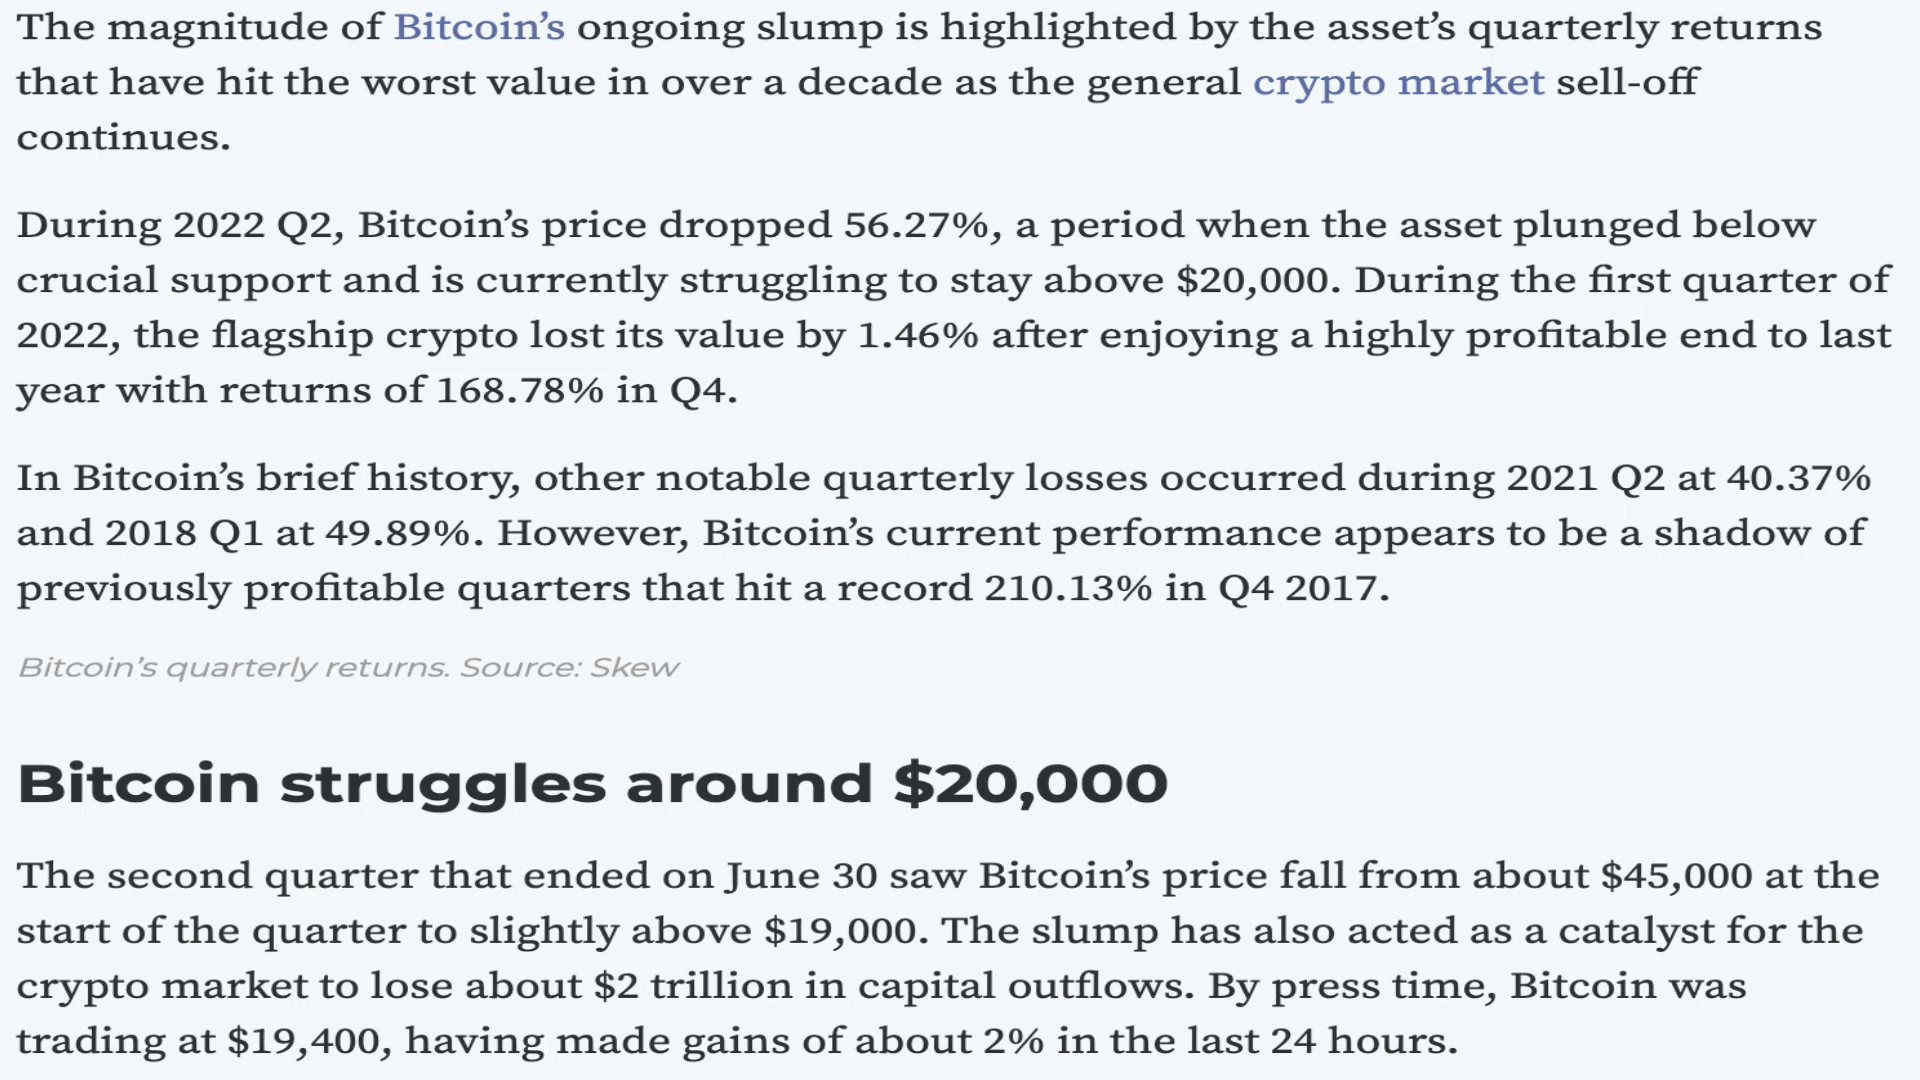 The magnitude of Bitcoin’s ongoing slump is highlighted by the asset’s quarterly returns
that have hit the worst value in over a decade as the general crypto market sell-off
continues.
During 2022 Q2, Bitcoin’s price dropped 56.27%, a period when the asset plunged below
crucial support and is currently struggling to stay above $20,000. During the first quarter of
2022, the flagship crypto lost its value by 1.46% after enjoying a highly profitable end to last
year with returns of 168.78% in Q4.
In Bitcoin’s brief history, other notable quarterly losses occurred during 2021 Q2 at 40.37%
and 2018 Q1 at 49.89%. However, Bitcoin’s current performance appears to be a shadow of
previously profitable quarters that hit a record 210.13% in Q4 2017.
Bitcoin’s quarterly returns. Source: Skew
Bitcoin struggles around $20,000
The second quarter that ended on June 30 saw Bitcoin’s price fall from about $45,000 at the
start of the quarter to slightly above $19,000. The slump has also acted as a catalyst for the
crypto market to lose about $2 trillion in capital outflows. By press time, Bitcoin was
trading at $19,400, having made gains of about 2% in the last 24 hours.